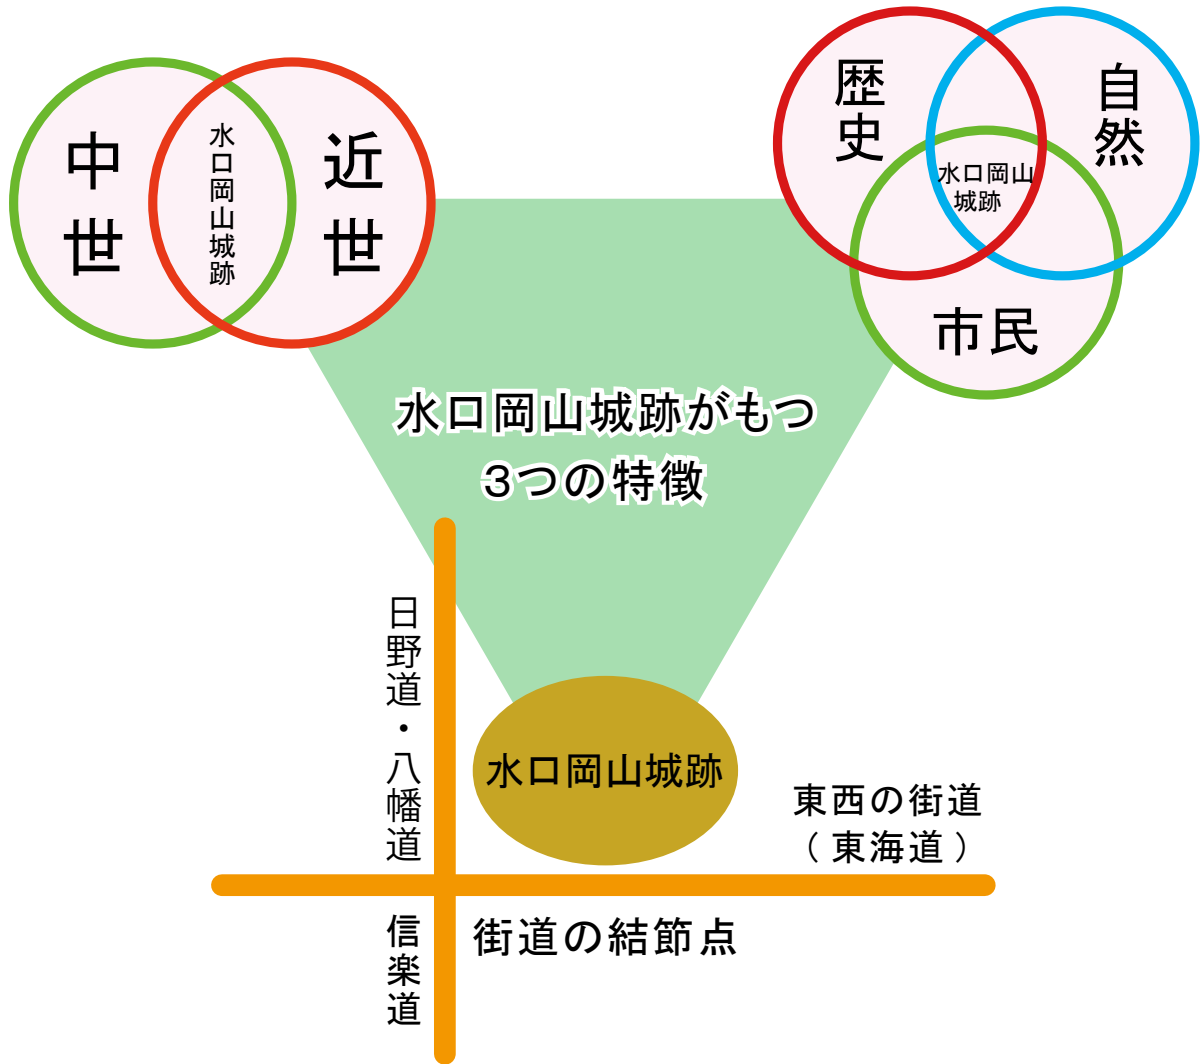 中世
水口岡山城跡
近世
歴史
自然
水口岡山
城跡
市民
水口岡山城跡がもつ
3つの特徴
日野道・八幡道
水口岡山城跡
東西の街道
（東海道）
信楽道
街道の結節点